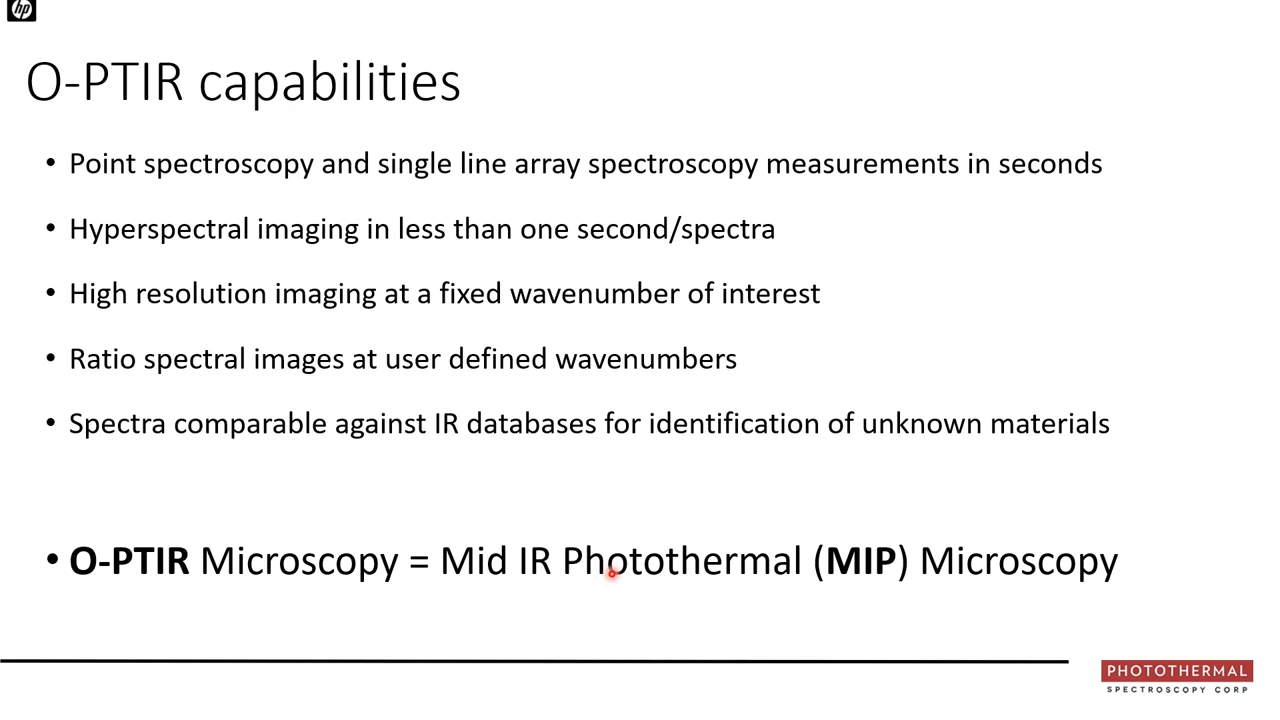 hp
O-PTIR capabilities
• Point spectroscopy and single line array spectroscopy measurements in seconds
• Hyperspectral imaging in less than one second/spectra
• High resolution imaging at a fixed wavenumber of interest
• Ratio spectral images at user defined wavenumbers
• Spectra comparable against IR databases for identification of unknown materials
• O-PTIR Microscopy = Mid IR Photothermal (MIP) Microscopy
PHOTOTHERMAL
SPECTROSCOPY CORP